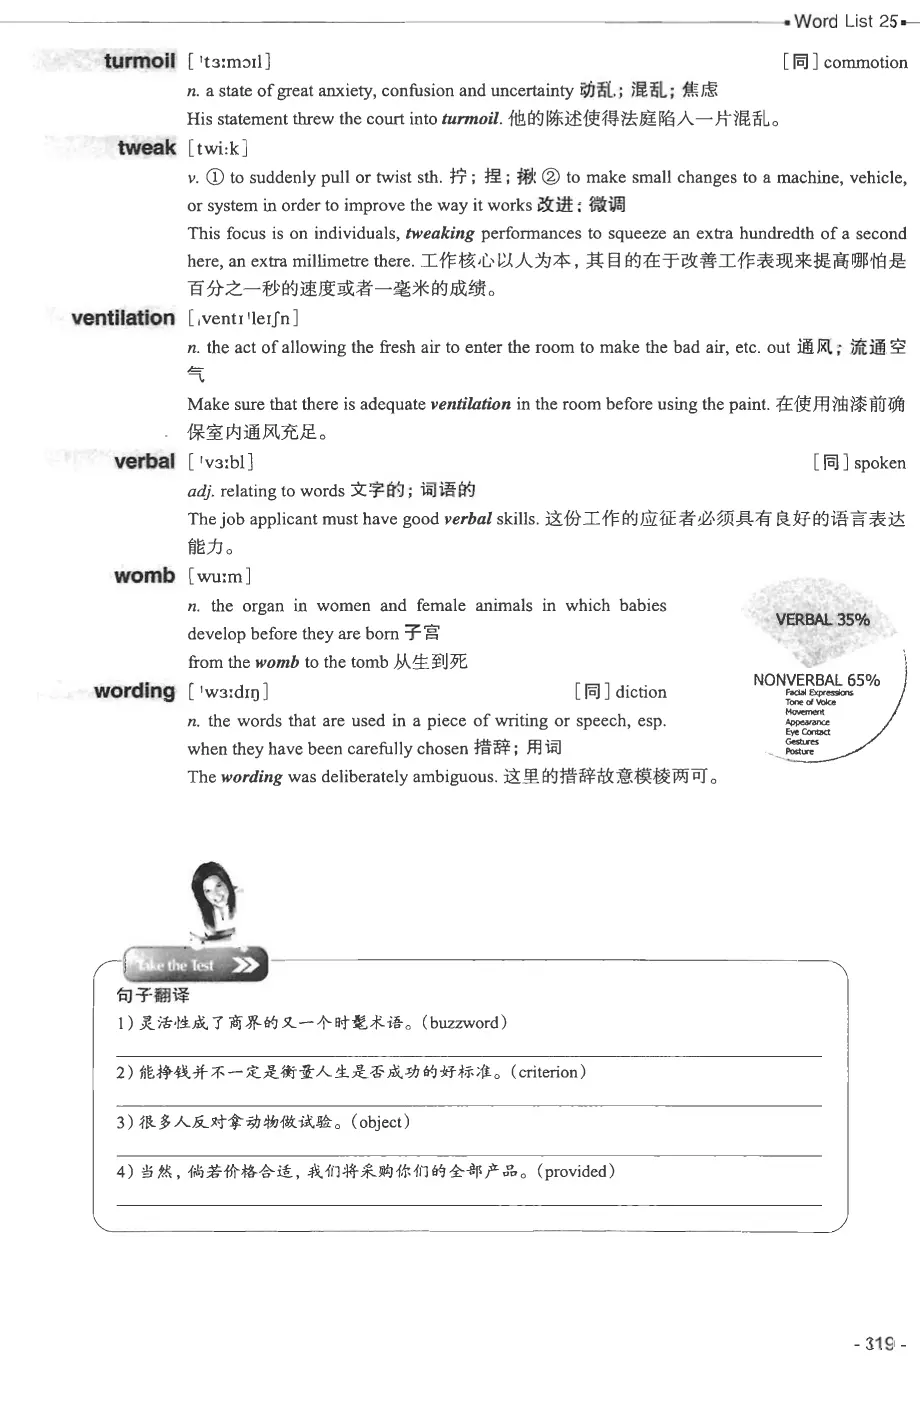 Word List 25
turmoil [ˈtɜːmɔɪl] [同] commotion
n. a state of great anxiety, confusion and uncertainty 动乱；混乱；焦虑
His statement threw the court into turmoil. 他的陈述使得法庭陷入一片混乱。
tweak [twiːk]
v. ① to suddenly pull or twist sth. 拧；捏；揪 ② to make small changes to a machine, vehicle,
or system in order to improve the way it works 改进；微调
This focus is on individuals, tweaking performances to squeeze an extra hundredth of a second
here, an extra millimetre there. 工作核心以人为本，其目的在于改善工作表现来提高哪怕是
百分之一秒的速度或者一毫米的成绩。
ventilation [ˌventɪˈleɪʃn]
n. the act of allowing the fresh air to enter the room to make the bad air, etc. out 通风；流通空
气
Make sure that there is adequate ventilation in the room before using the paint. 在使用油漆前确
保室内通风充足。
verbal [ˈvɜːbl] [同] spoken
adj. relating to words 文字的；词语的
The job applicant must have good verbal skills. 这份工作的应征者必须具有良好的语言表达
能力。
womb [wuːm]
n. the organ in women and female animals in which babies
develop before they are born 子宫
from the womb to the tomb 从生到死
wording [ˈwɜːdɪŋ] [同] diction
n. the words that are used in a piece of writing or speech, esp.
when they have been carefully chosen 措辞；用词
The wording was deliberately ambiguous. 这里的措辞故意模棱两可。
VERBAL 35%
NONVERBAL 65%
Facial Expressions
Tone of Voice
Movement
Appearance
Eye Contact
Gestures
Posture
Take the Test
句子翻译
1) 灵活性成了商界的又一个时髦术语。(buzzword)
2) 能挣钱并不一定是衡量人生是否成功的好标准。(criterion)
3) 很多人反对拿动物做试验。(object)
4) 当然，倘若价格合适，我们将采购你们的全部产品。(provided)
- 319 -